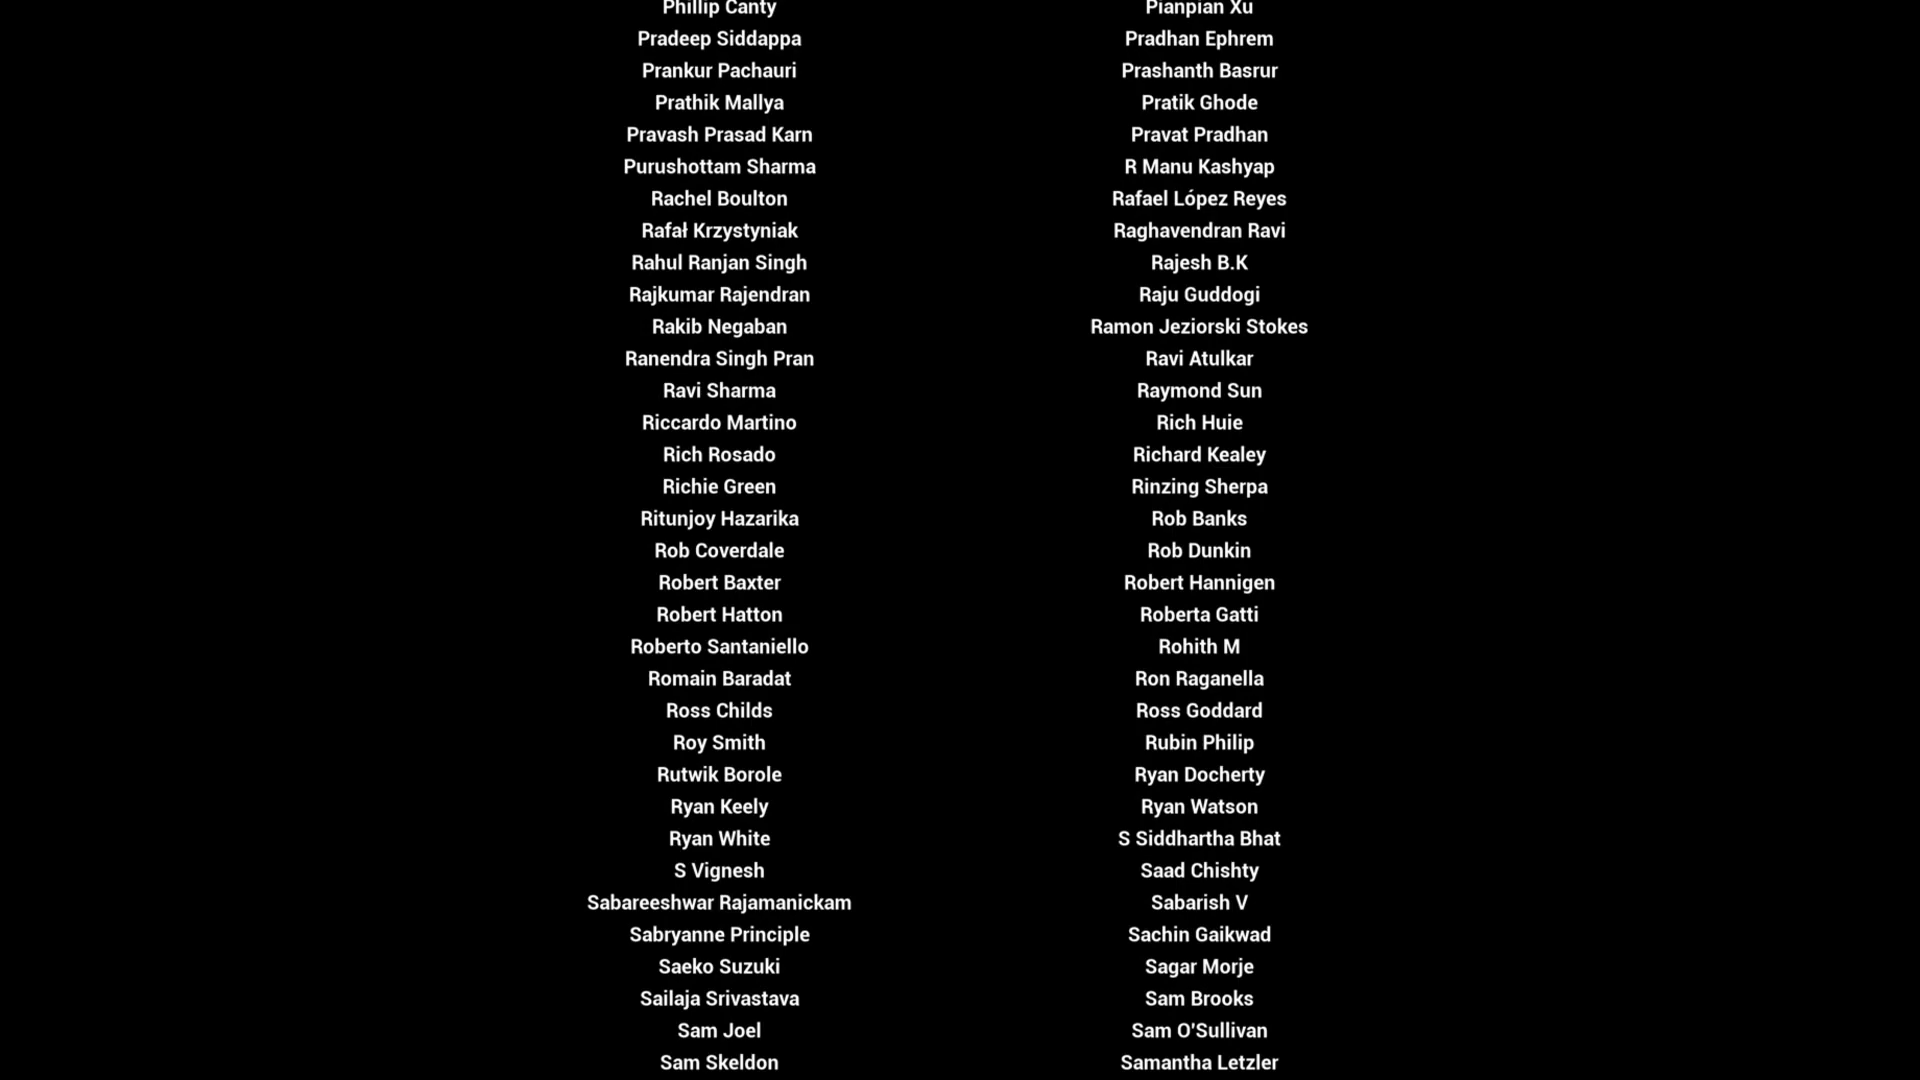 Phillip Canty Pianpian Xu
Pradeep Siddappa Pradhan Ephrem
Prankur Pachauri Prashanth Basrur
Prathik Mallya Pratik Ghode
Pravash Prasad Karn Pravat Pradhan
Purushottam Sharma R Manu Kashyap
Rachel Boulton Rafael López Reyes
Rafał Krzystyniak Raghavendran Ravi
Rahul Ranjan Singh Rajesh B.K
Rajkumar Rajendran Raju Guddogi
Rakib Negaban Ramon Jeziorski Stokes
Ranendra Singh Pran Ravi Atulkar
Ravi Sharma Raymond Sun
Riccardo Martino Rich Huie
Rich Rosado Richard Kealey
Richie Green Rinzing Sherpa
Ritunjoy Hazarika Rob Banks
Rob Coverdale Rob Dunkin
Robert Baxter Robert Hannigen
Robert Hatton Roberta Gatti
Roberto Santaniello Rohith M
Romain Baradat Ron Raganella
Ross Childs Ross Goddard
Roy Smith Rubin Philip
Rutwik Borole Ryan Docherty
Ryan Keely Ryan Watson
Ryan White S Siddhartha Bhat
S Vignesh Saad Chishty
Sabareeshwar Rajamanickam Sabarish V
Sabryanne Principle Sachin Gaikwad
Saeko Suzuki Sagar Morje
Sailaja Srivastava Sam Brooks
Sam Joel Sam O'Sullivan
Sam Skeldon Samantha Letzler